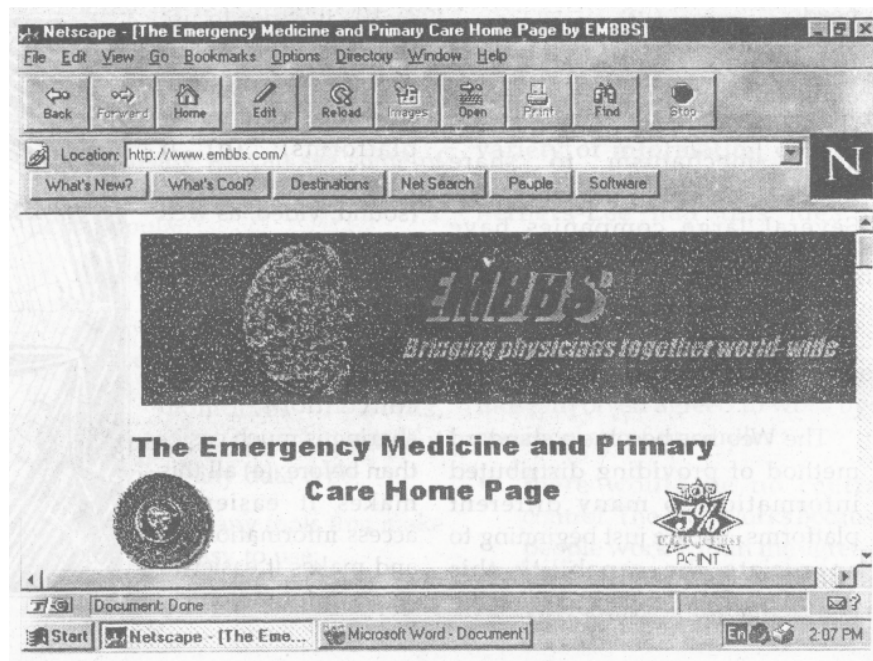 Netscape - [The Emergency Medicine and Primary Care Home Page by EMBBS]
File Edit View Go Bookmarks Options Directory Window Help
Back Forward Home Edit Reload Images Open Print Find Stop
Location: http://www.embbs.com/
N
What's New? What's Cool? Destinations Net Search People Software
EMBBS
Bringing physicians together world-wide
The Emergency Medicine and Primary
Care Home Page
TOP
5%
POINT
Document: Done
Start Netscape - [The Eme... Microsoft Word - Document1 En 2:07 PM